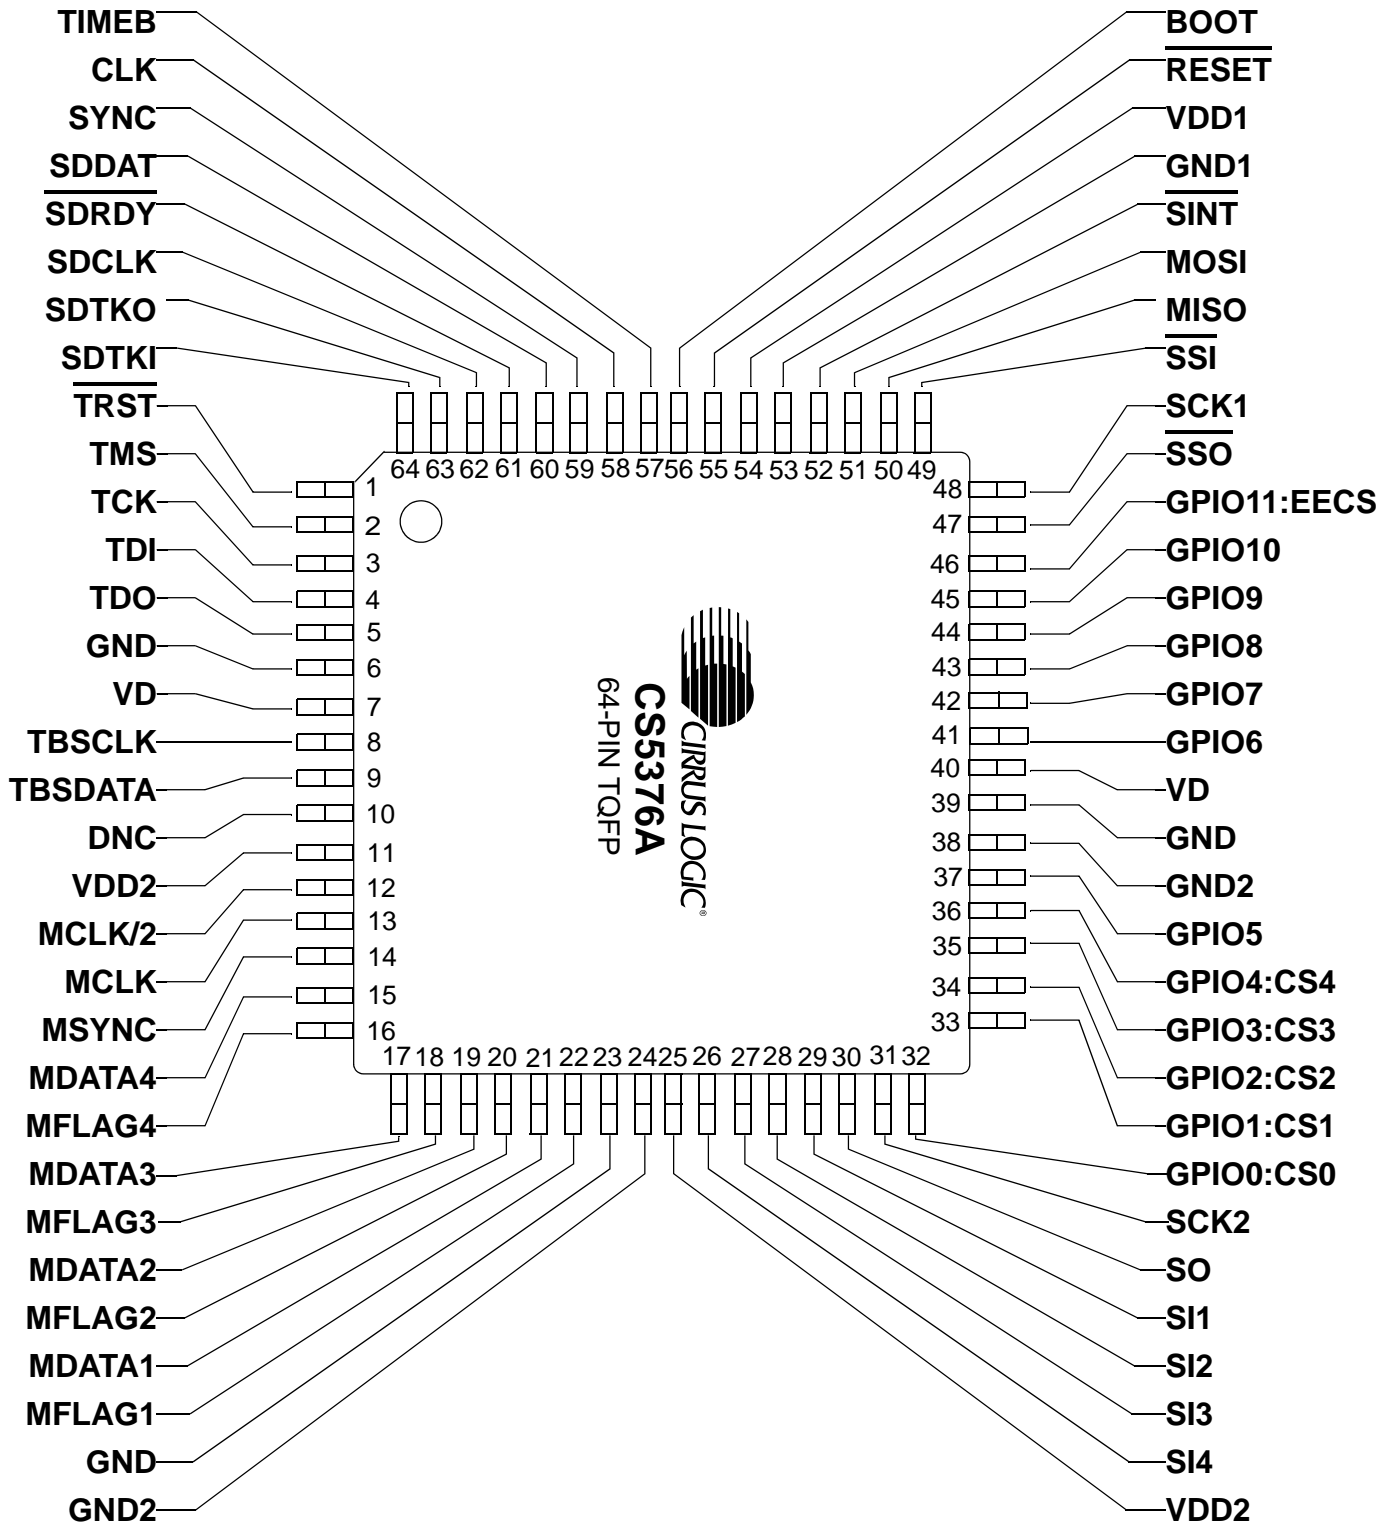 TIMEB
CLK
SYNC
SDDAT
SDRDY
SDCLK
SDTKO
SDTKI
TRST
TMS
TCK
TDI
TDO
GND
VD
TBSCLK
TBSDATA
DNC
VDD2
MCLK/2
MCLK
MSYNC
MDATA4
MFLAG4
MDATA3
MFLAG3
MDATA2
MFLAG2
MDATA1
MFLAG1
GND
GND2
64 63 62 61 60 59 58 57 56 55 54 53 52 51 50 49
1
2
3
4
5
6
7
8
9
10
11
12
13
14
15
16
CIRRUS LOGIC®
CS5376A
64-PIN TQFP
48
47
46
45
44
43
42
41
40
39
38
37
36
35
34
33
17 18 19 20 21 22 23 24 25 26 27 28 29 30 31 32
BOOT
RESET
VDD1
GND1
SINT
MOSI
MISO
SSI
SCK1
SSO
GPIO11:EECS
GPIO10
GPIO9
GPIO8
GPIO7
GPIO6
VD
GND
GND2
GPIO5
GPIO4:CS4
GPIO3:CS3
GPIO2:CS2
GPIO1:CS1
GPIO0:CS0
SCK2
SO
SI1
SI2
SI3
SI4
VDD2